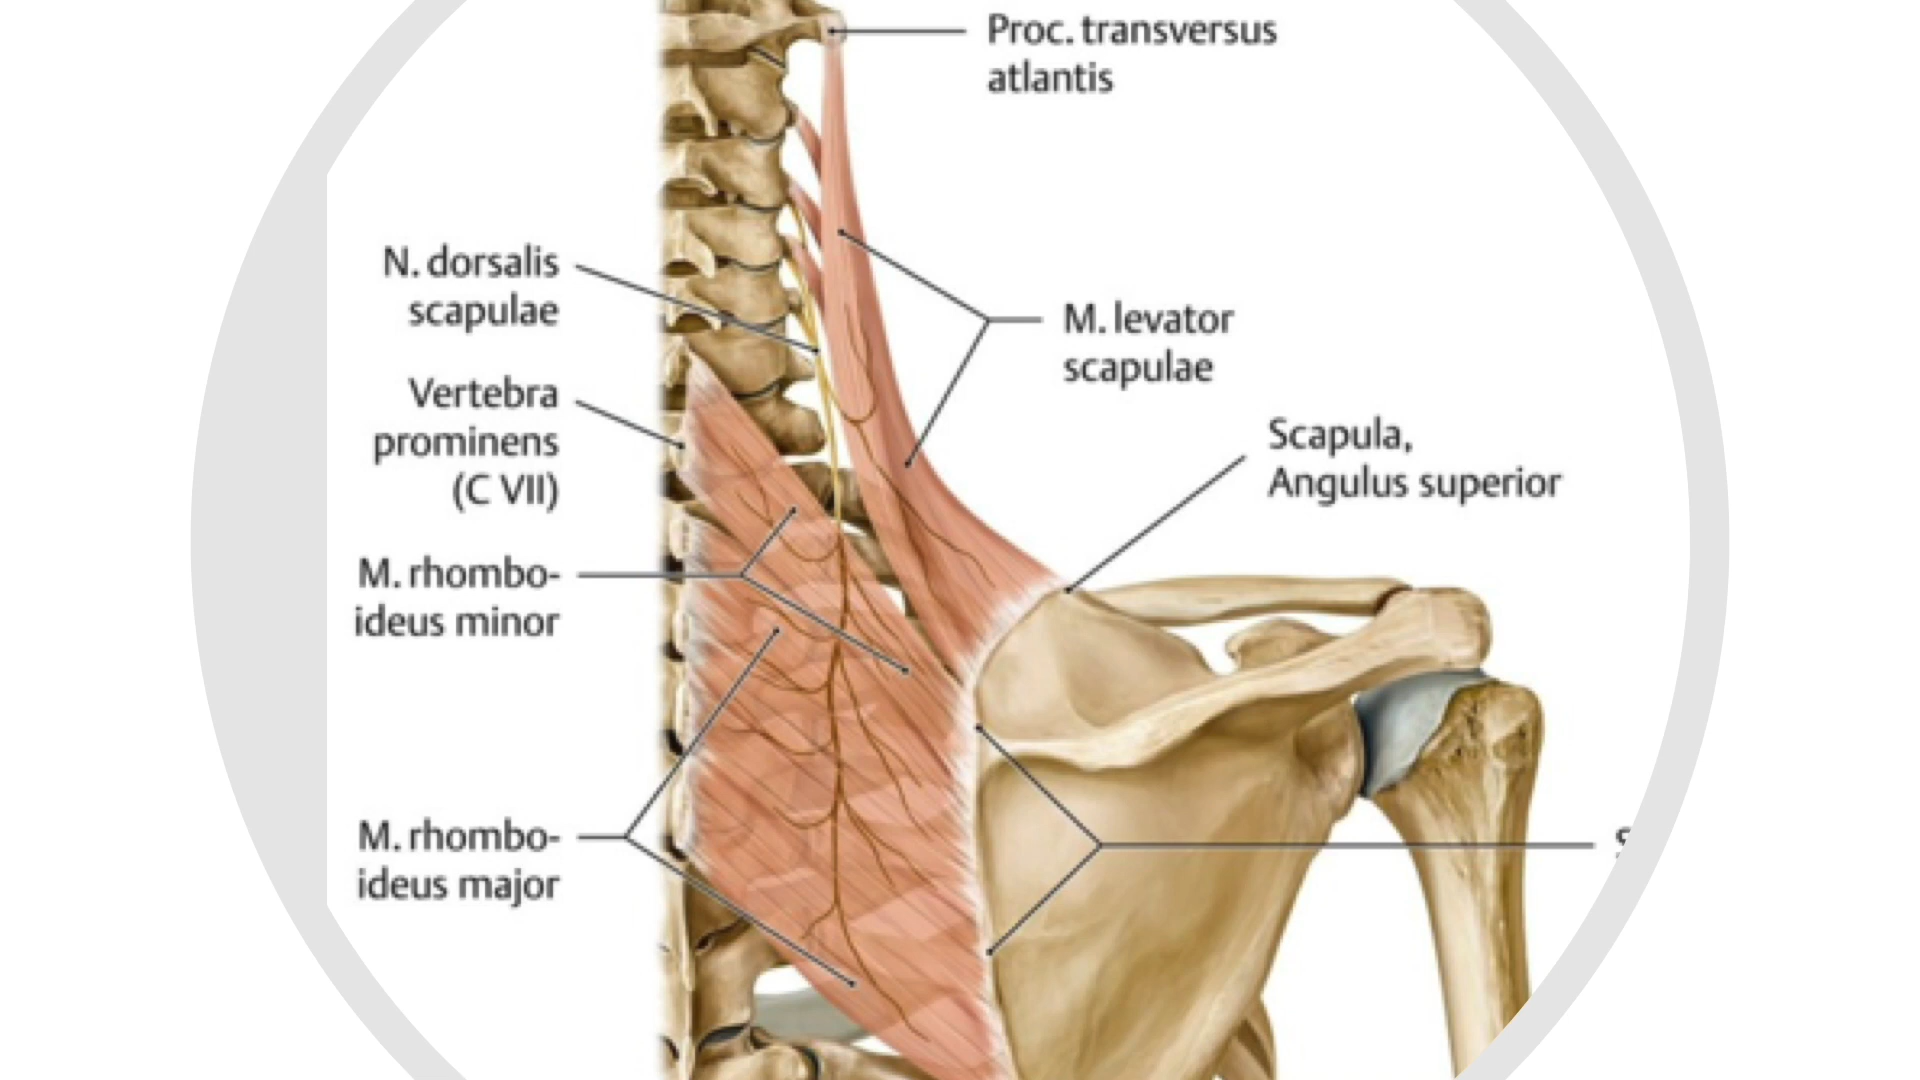 Proc. transversus
atlantis
N. dorsalis
scapulae
M. levator
scapulae
Vertebra
prominens
(C VII)
Scapula,
Angulus superior
M. rhombo-
ideus minor
M. rhombo-
ideus major